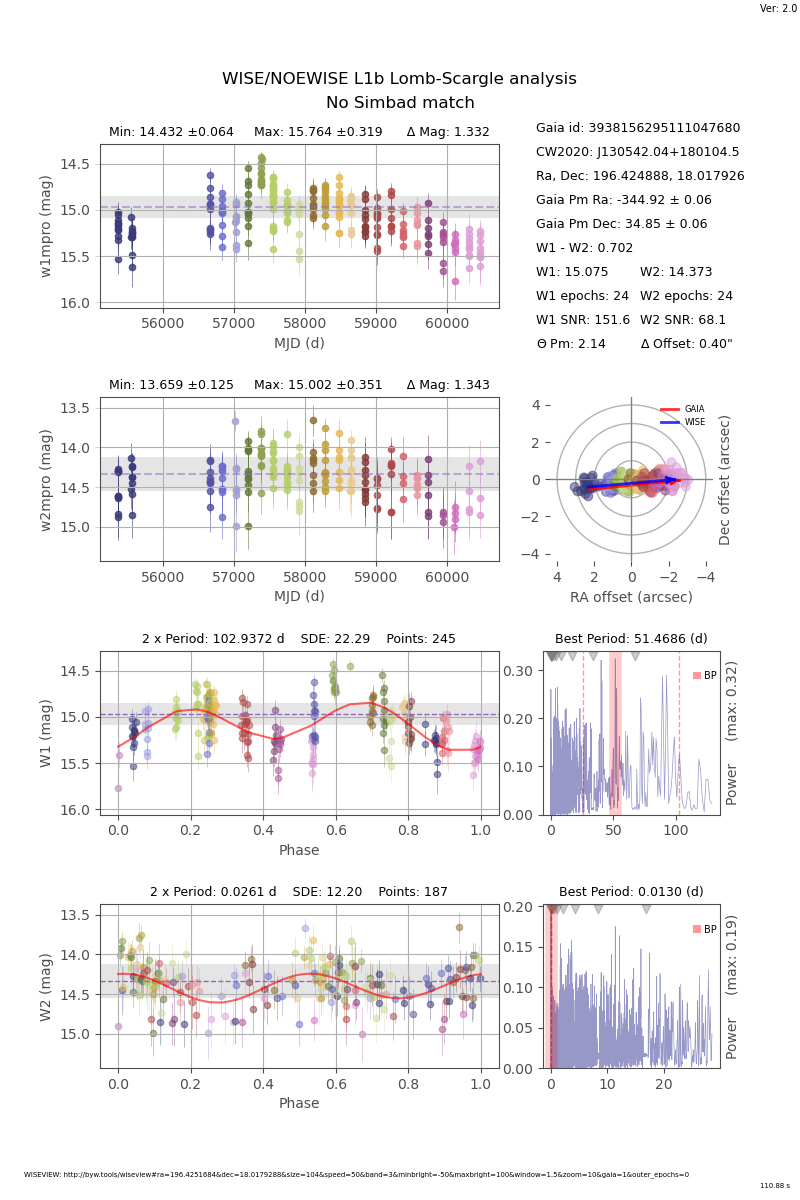 Ver: 2.0
WISE/NOEWISE L1b Lomb-Scargle analysis
No Simbad match
Min: 14.432 ±0.064 Max: 15.764 ±0.319 Δ Mag: 1.332
14.5
15.0
15.5
16.0
w1mpro (mag)
56000 57000 58000 59000 60000
MJD (d)
Gaia id: 3938156295111047680
CW2020: J130542.04+180104.5
Ra, Dec: 196.424888, 18.017926
Gaia Pm Ra: -344.92 ± 0.06
Gaia Pm Dec: 34.85 ± 0.06
W1 - W2: 0.702
W1: 15.075 W2: 14.373
W1 epochs: 24 W2 epochs: 24
W1 SNR: 151.6 W2 SNR: 68.1
Θ Pm: 2.14 Δ Offset: 0.40"
Min: 13.659 ±0.125 Max: 15.002 ±0.351 Δ Mag: 1.343
13.5
14.0
14.5
15.0
w2mpro (mag)
56000 57000 58000 59000 60000
MJD (d)
GAIA
WISE
4
2
0
−2
−4
4 2 0 −2 −4
RA offset (arcsec)
Dec offset (arcsec)
2 x Period: 102.9372 d SDE: 22.29 Points: 245
14.5
15.0
15.5
16.0
W1 (mag)
0.0 0.2 0.4 0.6 0.8 1.0
Phase
Best Period: 51.4686 (d)
BP
0.30
0.20
0.10
0.00
0 50 100
Power (max: 0.32)
2 x Period: 0.0261 d SDE: 12.20 Points: 187
13.5
14.0
14.5
15.0
W2 (mag)
0.0 0.2 0.4 0.6 0.8 1.0
Phase
Best Period: 0.0130 (d)
BP
0.20
0.15
0.10
0.05
0.00
0 10 20
Power (max: 0.19)
WISEVIEW: http://byw.tools/wiseview#ra=196.4251684&dec=18.0179288&size=104&speed=50&band=3&minbright=-50&maxbright=100&window=1.5&zoom=10&gaia=1&outer_epochs=0
110.88 s